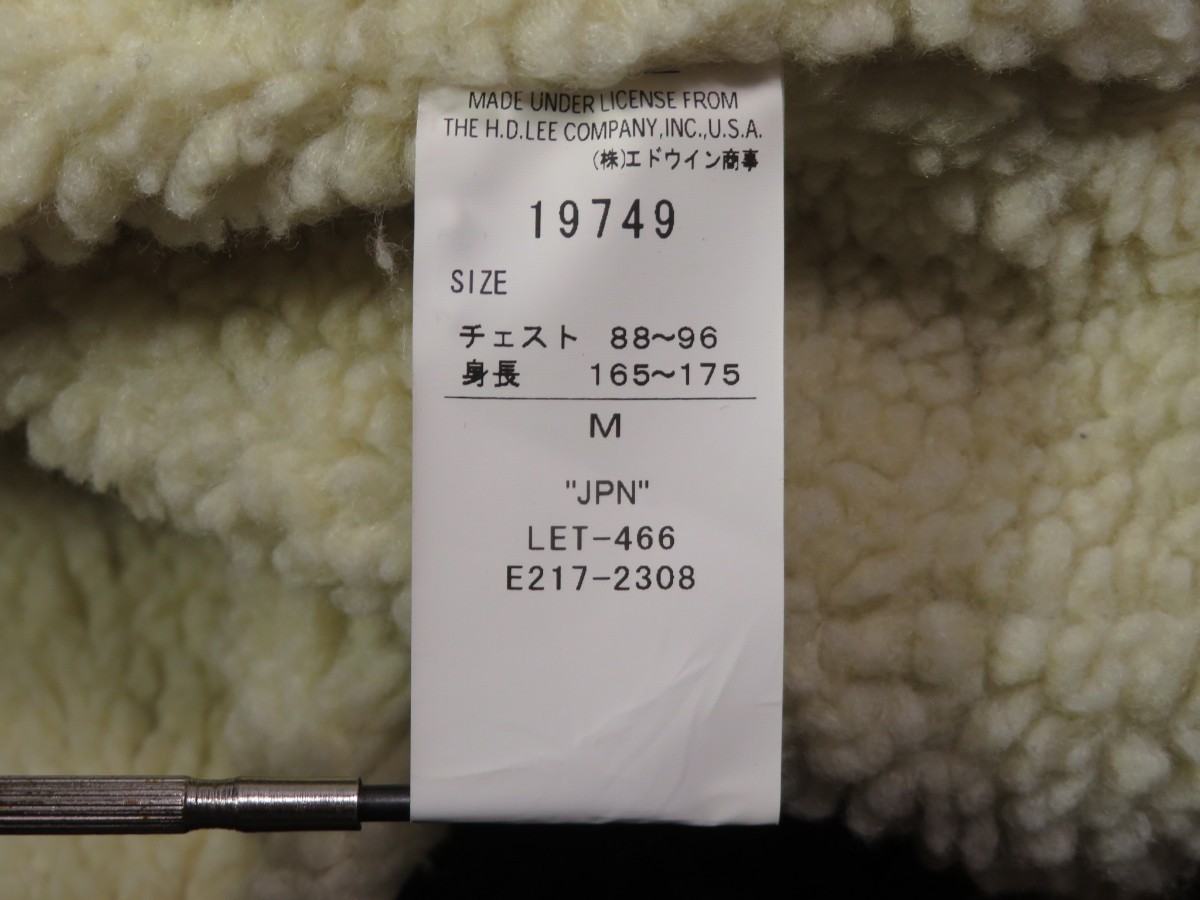 MADE UNDER LICENSE FROM
THE H.D.LEE COMPANY,INC.,U.S.A.
(株)エドウイン商事
19749
SIZE
チェスト 88〜96
身長 165〜175
M
"JPN"
LET-466
E217-2308